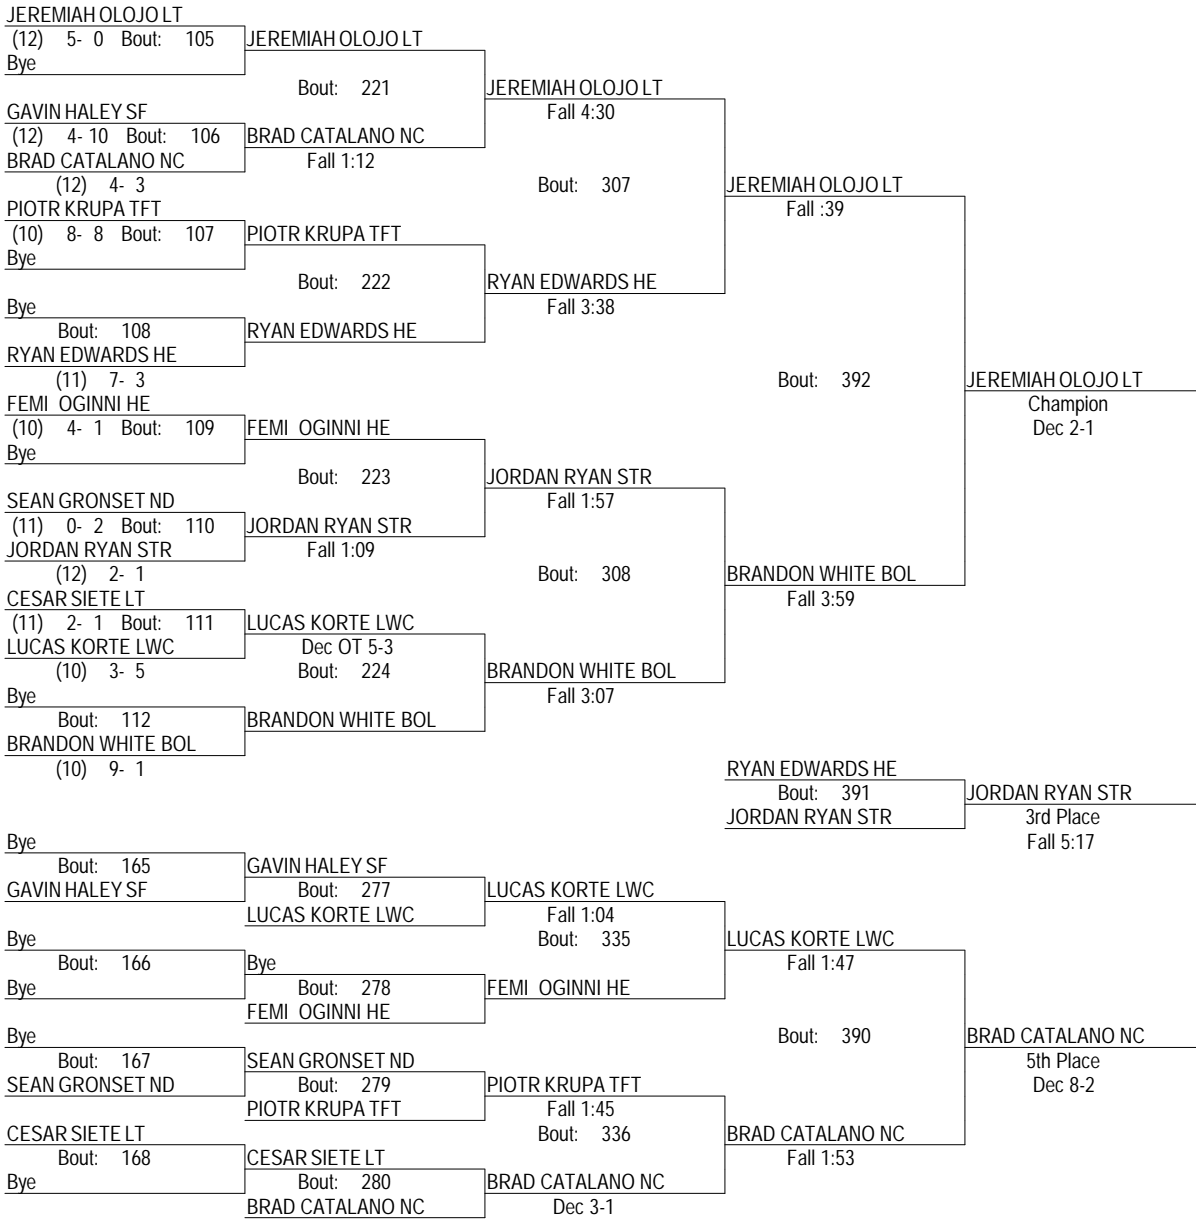 JEREMIAH OLOJO LT
(12) 5- 0 Bout: 105 JEREMIAH OLOJO LT
Bye
Bout: 221 JEREMIAH OLOJO LT
GAVIN HALEY SF Fall 4:30
(12) 4- 10 Bout: 106 BRAD CATALANO NC
BRAD CATALANO NC Fall 1:12
(12) 4- 3 Bout: 307 JEREMIAH OLOJO LT
PIOTR KRUPA TFT Fall :39
(10) 8- 8 Bout: 107 PIOTR KRUPA TFT
Bye
Bout: 222 RYAN EDWARDS HE
Bye Fall 3:38
Bout: 108 RYAN EDWARDS HE
RYAN EDWARDS HE
(11) 7- 3 Bout: 392 JEREMIAH OLOJO LT
FEMI OGINNI HE Champion
(10) 4- 1 Bout: 109 FEMI OGINNI HE Dec 2-1
Bye
Bout: 223 JORDAN RYAN STR
SEAN GRONSET ND Fall 1:57
(11) 0- 2 Bout: 110 JORDAN RYAN STR
JORDAN RYAN STR Fall 1:09
(12) 2- 1 Bout: 308 BRANDON WHITE BOL
CESAR SIETE LT Fall 3:59
(11) 2- 1 Bout: 111 LUCAS KORTE LWC
LUCAS KORTE LWC Dec OT 5-3
(10) 3- 5 Bout: 224 BRANDON WHITE BOL
Bye Fall 3:07
Bout: 112 BRANDON WHITE BOL
BRANDON WHITE BOL
(10) 9- 1 RYAN EDWARDS HE
Bout: 391 JORDAN RYAN STR
JORDAN RYAN STR 3rd Place
Bye Fall 5:17
Bout: 165 GAVIN HALEY SF
GAVIN HALEY SF Bout: 277 LUCAS KORTE LWC
LUCAS KORTE LWC Fall 1:04
Bye Bout: 335 LUCAS KORTE LWC
Bout: 166 Bye Fall 1:47
Bye Bout: 278 FEMI OGINNI HE
FEMI OGINNI HE
Bye Bout: 390 BRAD CATALANO NC
Bout: 167 SEAN GRONSET ND 5th Place
SEAN GRONSET ND Bout: 279 PIOTR KRUPA TFT Dec 8-2
PIOTR KRUPA TFT Fall 1:45
CESAR SIETE LT Bout: 336 BRAD CATALANO NC
Bout: 168 CESAR SIETE LT Fall 1:53
Bye Bout: 280 BRAD CATALANO NC
BRAD CATALANO NC Dec 3-1